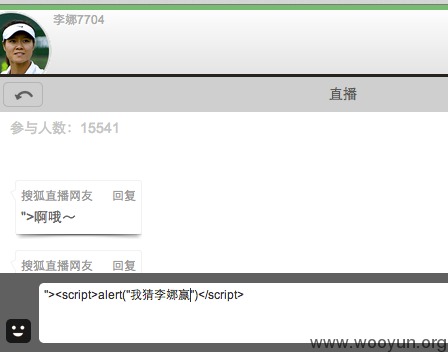 李娜7704
直播
参与人数：15541
搜狐直播网友 回复
">啊哦～
搜狐直播网友 回复
"><script>alert("我猜李娜赢")</script>
www.wooyun.org